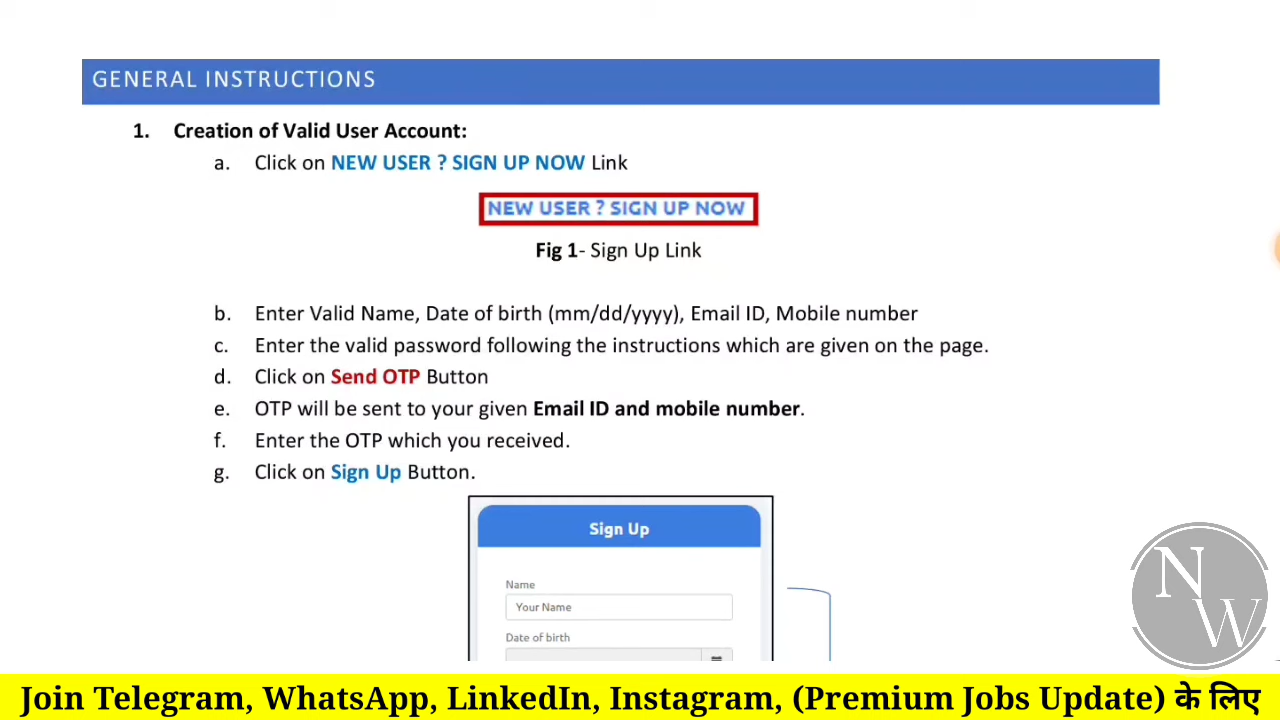 GENERAL INSTRUCTIONS
1. Creation of Valid User Account:
a. Click on NEW USER ? SIGN UP NOW Link
NEW USER ? SIGN UP NOW
Fig 1- Sign Up Link
b. Enter Valid Name, Date of birth (mm/dd/yyyy), Email ID, Mobile number
c. Enter the valid password following the instructions which are given on the page.
d. Click on Send OTP Button
e. OTP will be sent to your given Email ID and mobile number.
f. Enter the OTP which you received.
g. Click on Sign Up Button.
Sign Up
Name
Your Name
Date of birth
NW
Join Telegram, WhatsApp, LinkedIn, Instagram, (Premium Jobs Update) के लिए